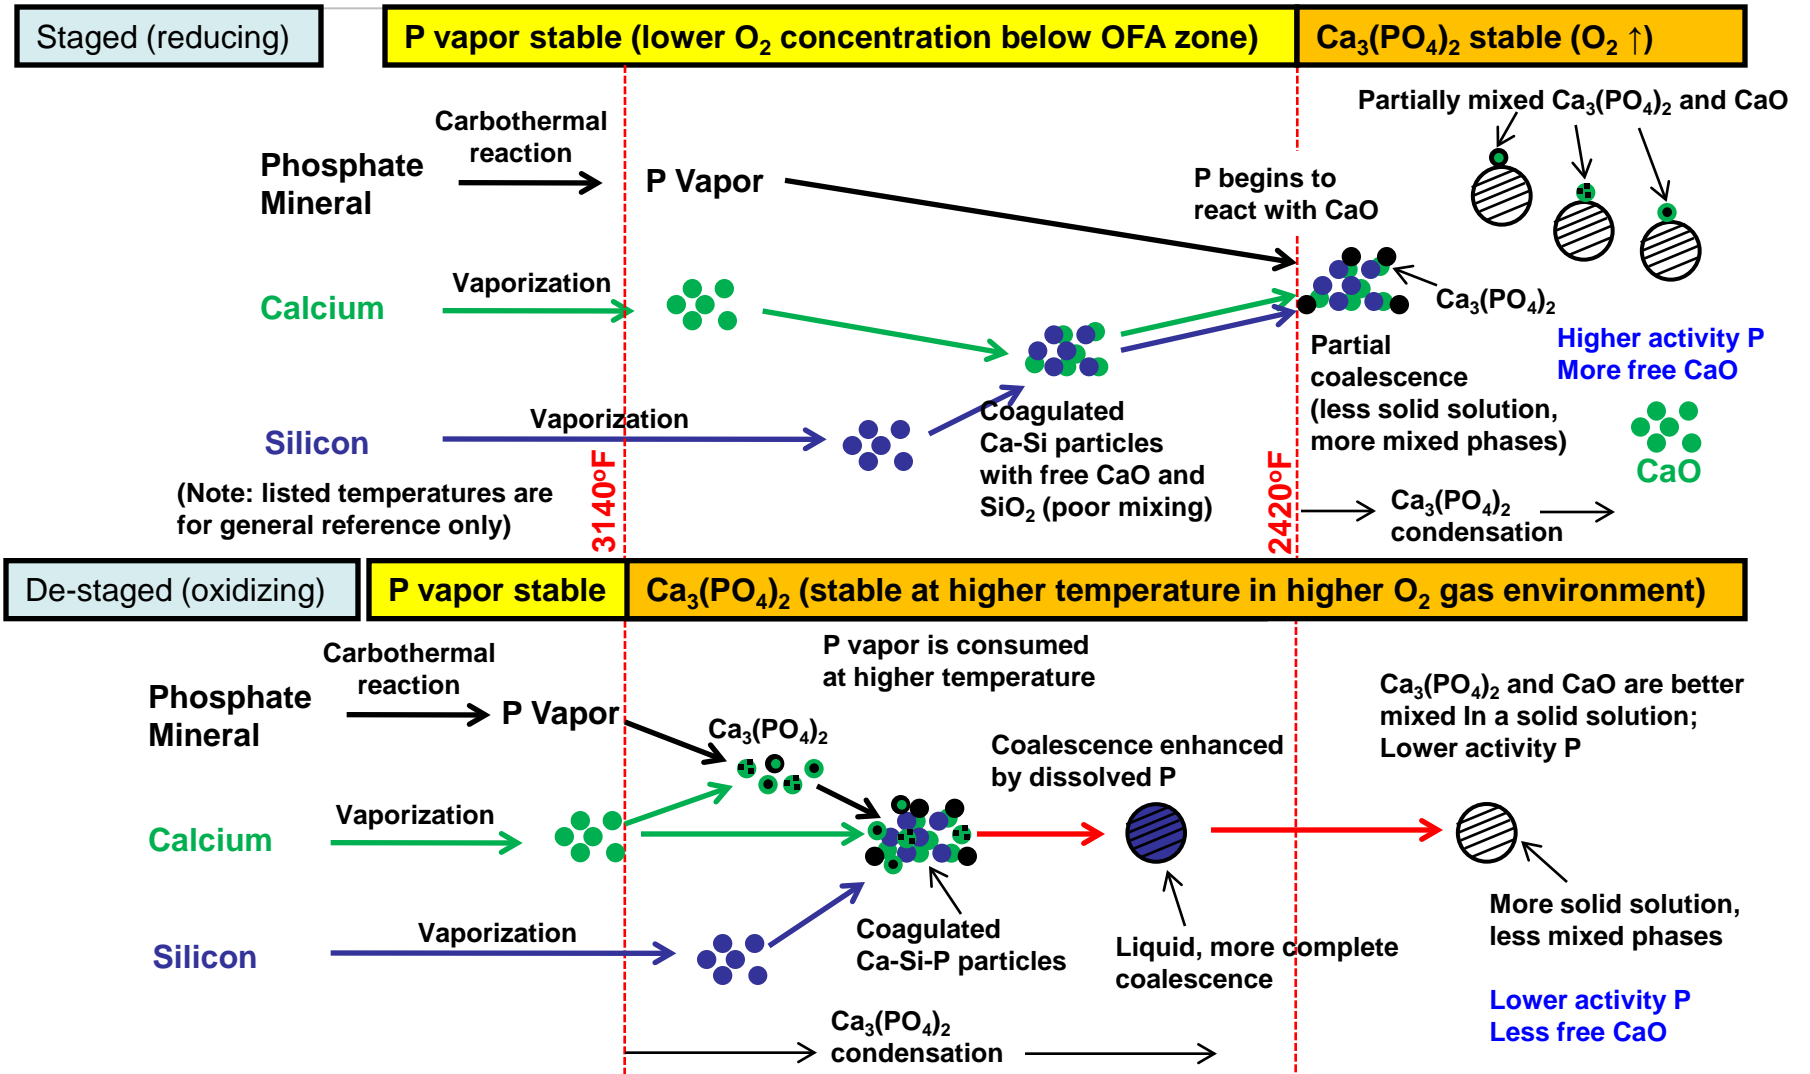 Staged (reducing)
P vapor stable (lower O₂ concentration below OFA zone)
Ca₃(PO₄)₂ stable (O₂ ↑)
Partially mixed Ca₃(PO₄)₂ and CaO
Carbothermal
reaction
Phosphate
Mineral
P Vapor
P begins to
react with CaO
Vaporization
Calcium
Ca₃(PO₄)₂
Higher activity P
More free CaO
Partial
coalescence
(less solid solution,
more mixed phases)
Vaporization
Silicon
Coagulated
Ca-Si particles
with free CaO and
SiO₂ (poor mixing)
CaO
(Note: listed temperatures are
for general reference only)
3140ºF
2420ºF
Ca₃(PO₄)₂
condensation
De-staged (oxidizing)
P vapor stable
Ca₃(PO₄)₂ (stable at higher temperature in higher O₂ gas environment)
P vapor is consumed
at higher temperature
Carbothermal
reaction
Phosphate
Mineral
P Vapor
Ca₃(PO₄)₂
Coalescence enhanced
by dissolved P
Ca₃(PO₄)₂ and CaO are better
mixed In a solid solution;
Lower activity P
Vaporization
Calcium
Vaporization
Silicon
Coagulated
Ca-Si-P particles
Liquid, more complete
coalescence
More solid solution,
less mixed phases
Lower activity P
Less free CaO
Ca₃(PO₄)₂
condensation